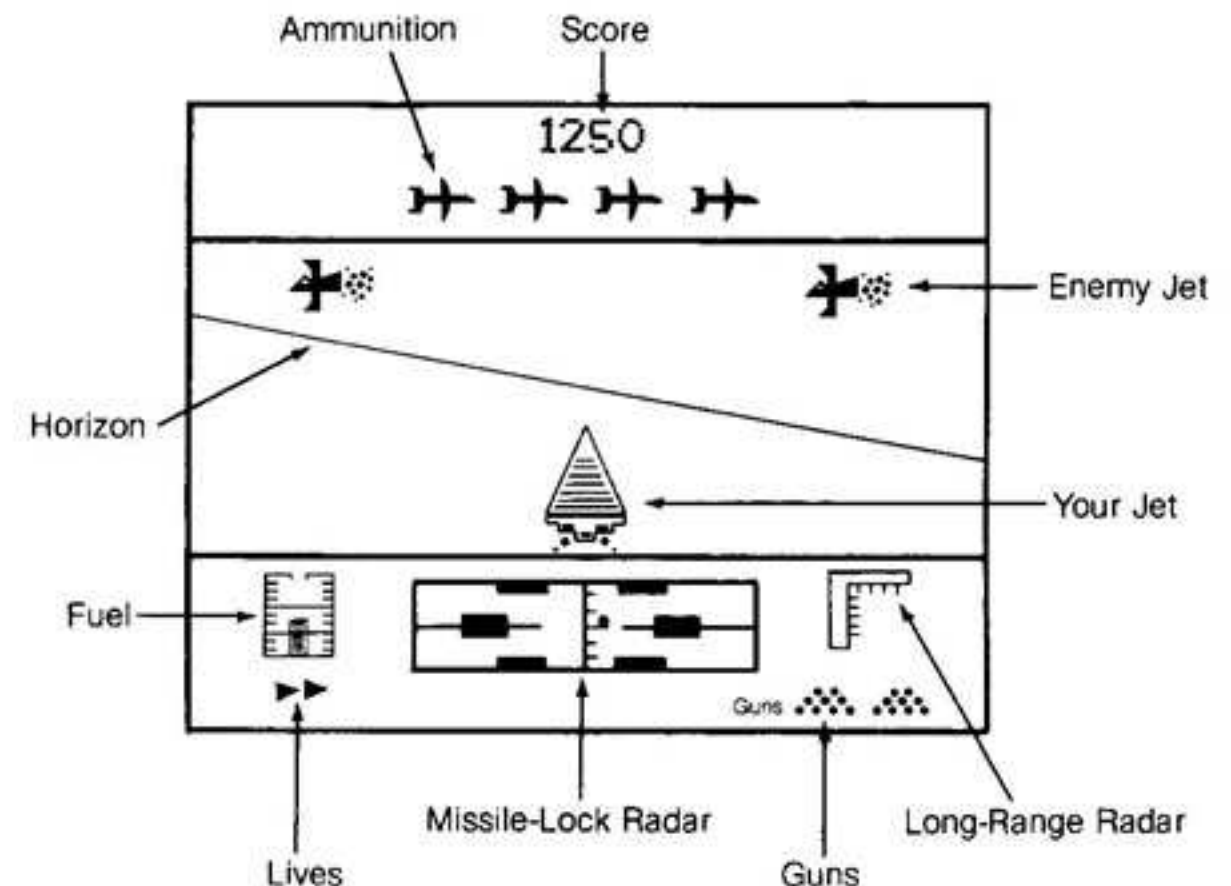 Ammunition
Score
1250
Enemy Jet
Horizon
Your Jet
Fuel
Guns
Missile-Lock Radar
Long-Range Radar
Lives
Guns